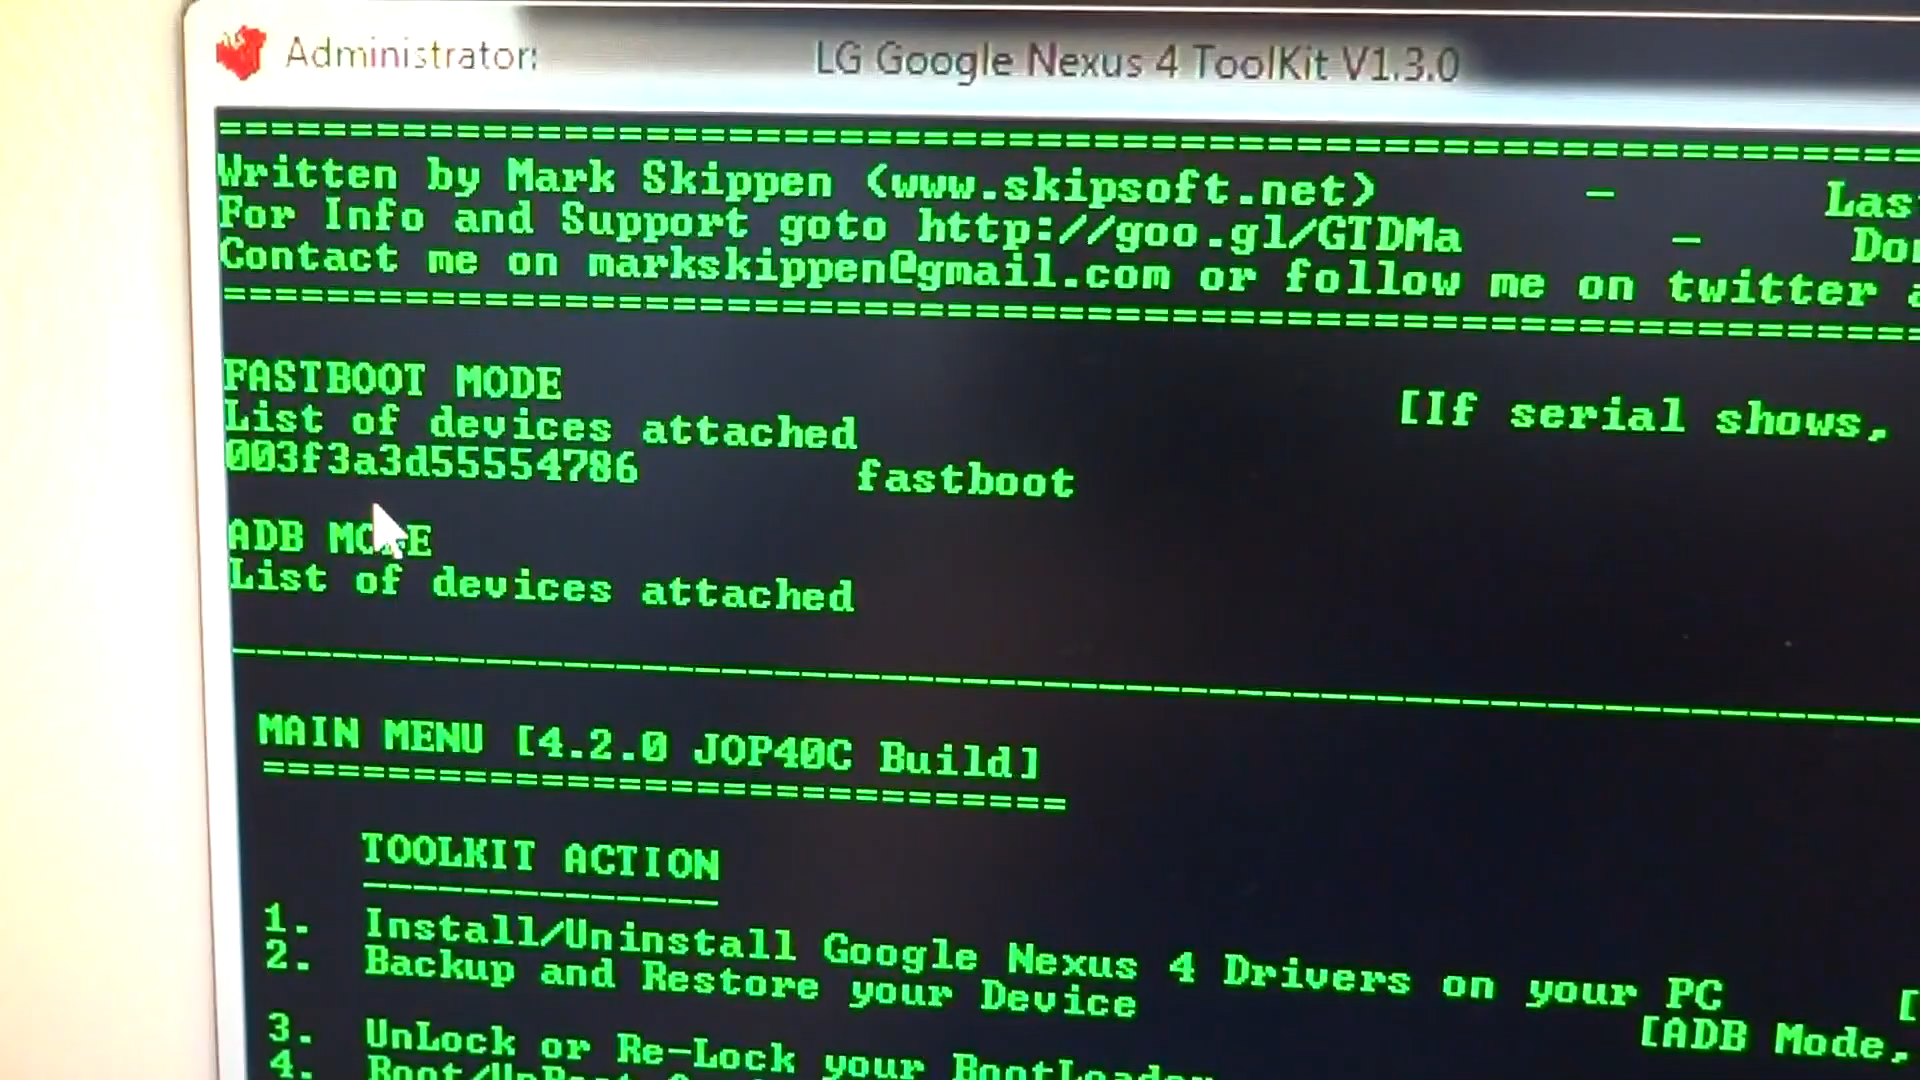 Administrator: LG Google Nexus 4 ToolKit V1.3.0
================================================================
Written by Mark Skippen (www.skipsoft.net) -
For Info and Support goto http://goo.gl/GTDMa -
Contact me on markskippen@gmail.com or follow me on twitter
================================================================
FASTBOOT MODE [If serial shows,
List of devices attached
003f3a3d55554786 fastboot
ADB MODE
List of devices attached
----------------------------------------------------------------
MAIN MENU [4.2.0 JOP40C Build]
==============================
TOOLKIT ACTION
--------------
1. Install/Uninstall Google Nexus 4 Drivers on your PC [
2. Backup and Restore your Device [ADB Mode,
3. UnLock or Re-Lock your BootLoader
4.